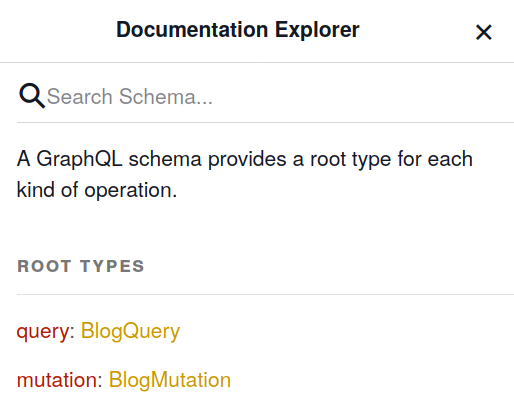 Documentation Explorer
Search Schema...
A GraphQL schema provides a root type for each
kind of operation.
ROOT TYPES
query: BlogQuery
mutation: BlogMutation